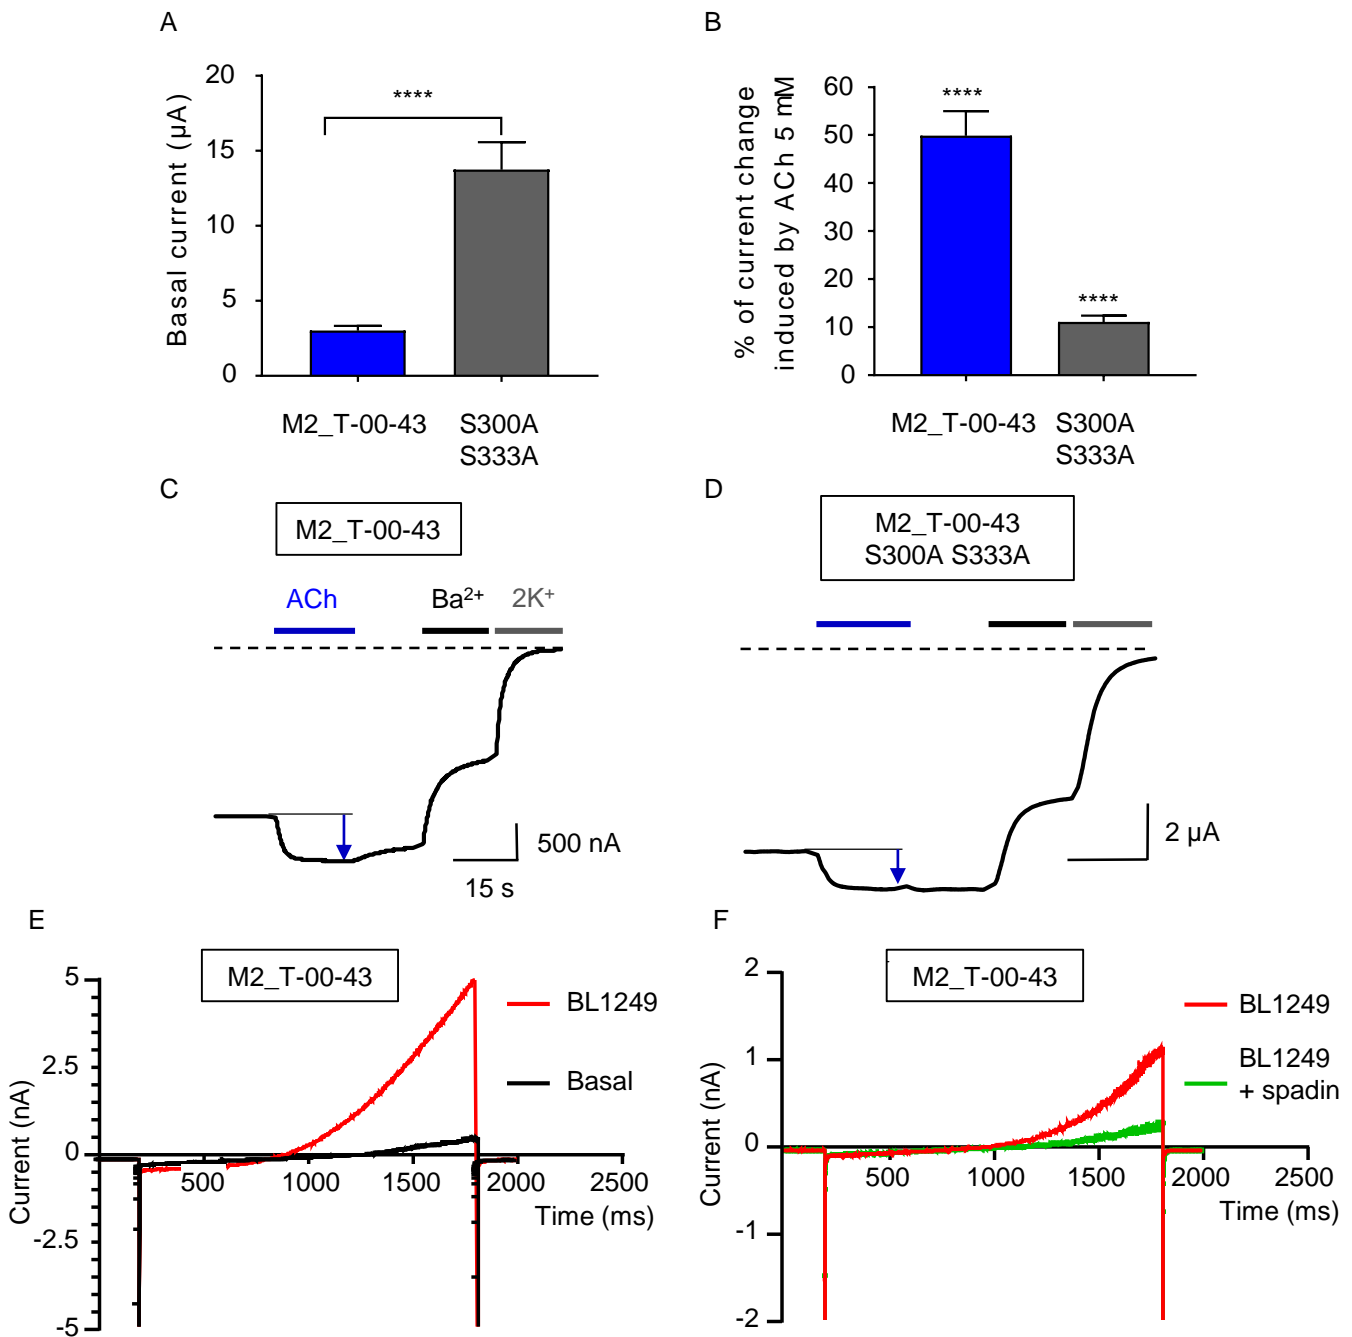 A
Basal current (µA)
20
15
10
5
0
****
M2_T-00-43
S300A
S333A
B
% of current change
induced by ACh 5 mM
60
50
40
30
20
10
0
****
****
M2_T-00-43
S300A
S333A
C
M2_T-00-43
ACh
Ba2+
2K+
500 nA
15 s
D
M2_T-00-43
S300A S333A
2 µA
E
M2_T-00-43
BL1249
Basal
Current (nA)
5
2.5
0
-2.5
-5
500
1000
1500
2000
2500
Time (ms)
F
M2_T-00-43
BL1249
BL1249
+ spadin
Current (nA)
2
1
0
-1
-2
500
1000
1500
2000
2500
Time (ms)